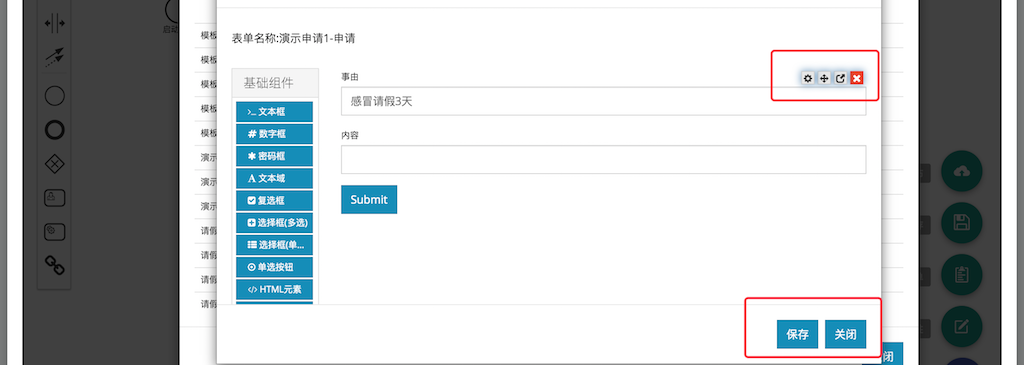 启动
表单名称:演示申请1-申请
模板
模板
模板
模板
模板
演示
演示
演示
请假
请假
请假
请假
基础组件
>_ 文本框
# 数字框
✱ 密码框
A 文本域
复选框
选择框(多选)
选择框(单...
单选按钮
</> HTML元素
事由
感冒请假3天
内容
Submit
保存
关闭
闭